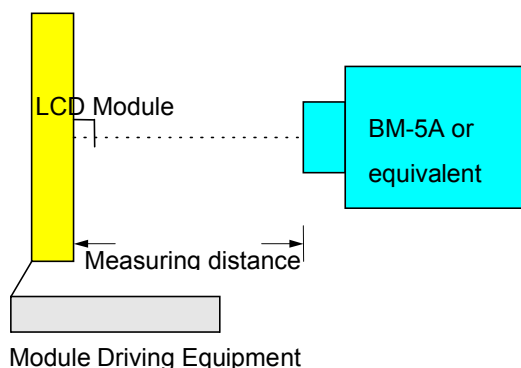 LCD Module
BM-5A or
equivalent
Measuring distance
Module Driving Equipment